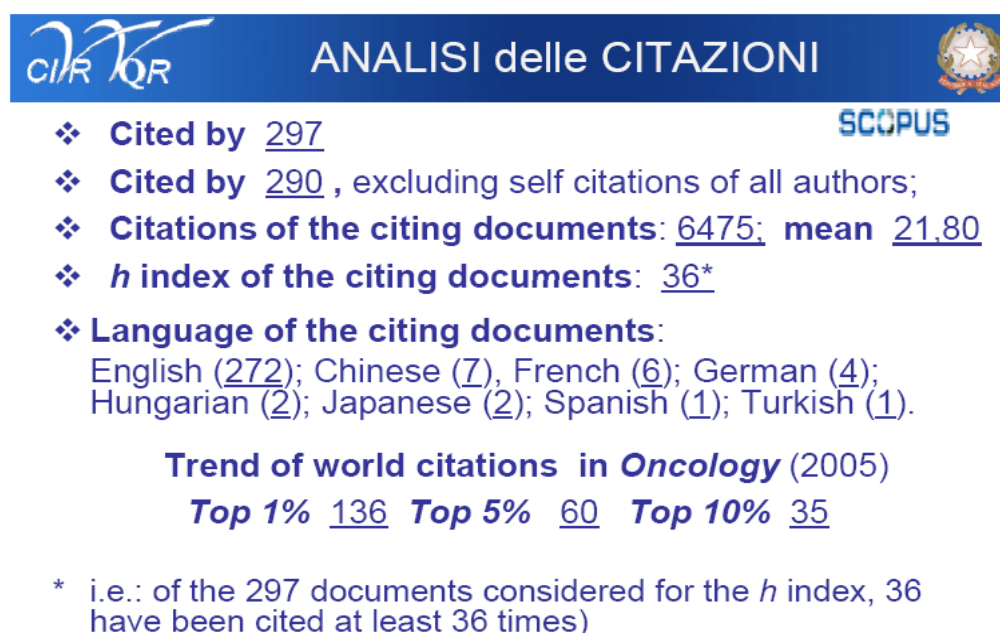 CIVR VTR
ANALISI delle CITAZIONI
SCOPUS
❖ Cited by 297
❖ Cited by 290 , excluding self citations of all authors;
❖ Citations of the citing documents: 6475; mean 21,80
❖ h index of the citing documents: 36*
❖ Language of the citing documents:
English (272); Chinese (7), French (6); German (4);
Hungarian (2); Japanese (2); Spanish (1); Turkish (1).
Trend of world citations in Oncology (2005)
Top 1% 136 Top 5% 60 Top 10% 35
* i.e.: of the 297 documents considered for the h index, 36
have been cited at least 36 times)